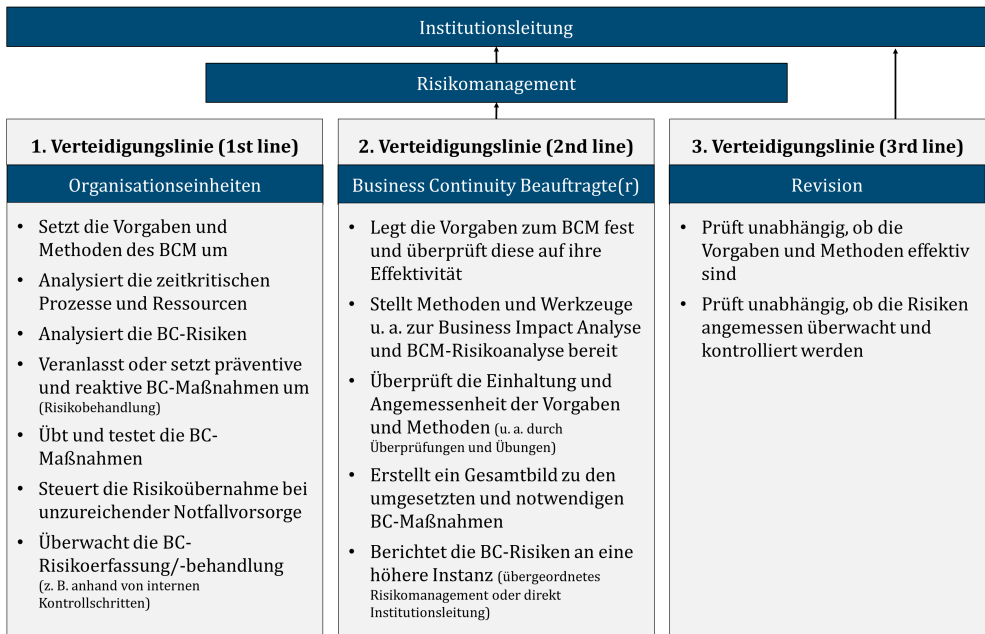 Institutionsleitung
Risikomanagement
1. Verteidigungslinie (1st line)
Organisationseinheiten
• Setzt die Vorgaben und
Methoden des BCM um
• Analysiert die zeitkritischen
Prozesse und Ressourcen
• Analysiert die BC-Risiken
• Veranlasst oder setzt präventive
und reaktive BC-Maßnahmen um
(Risikobehandlung)
• Übt und testet die BC-
Maßnahmen
• Steuert die Risikoübernahme bei
unzureichender Notfallvorsorge
• Überwacht die BC-
Risikoerfassung/-behandlung
(z. B. anhand von internen
Kontrollschritten)
2. Verteidigungslinie (2nd line)
Business Continuity Beauftragte(r)
• Legt die Vorgaben zum BCM fest
und überprüft diese auf ihre
Effektivität
• Stellt Methoden und Werkzeuge
u. a. zur Business Impact Analyse
und BCM-Risikoanalyse bereit
• Überprüft die Einhaltung und
Angemessenheit der Vorgaben
und Methoden (u. a. durch
Überprüfungen und Übungen)
• Erstellt ein Gesamtbild zu den
umgesetzten und notwendigen
BC-Maßnahmen
• Berichtet die BC-Risiken an eine
höhere Instanz (übergeordnetes
Risikomanagement oder direkt
Institutionsleitung)
3. Verteidigungslinie (3rd line)
Revision
• Prüft unabhängig, ob die
Vorgaben und Methoden effektiv
sind
• Prüft unabhängig, ob die Risiken
angemessen überwacht und
kontrolliert werden